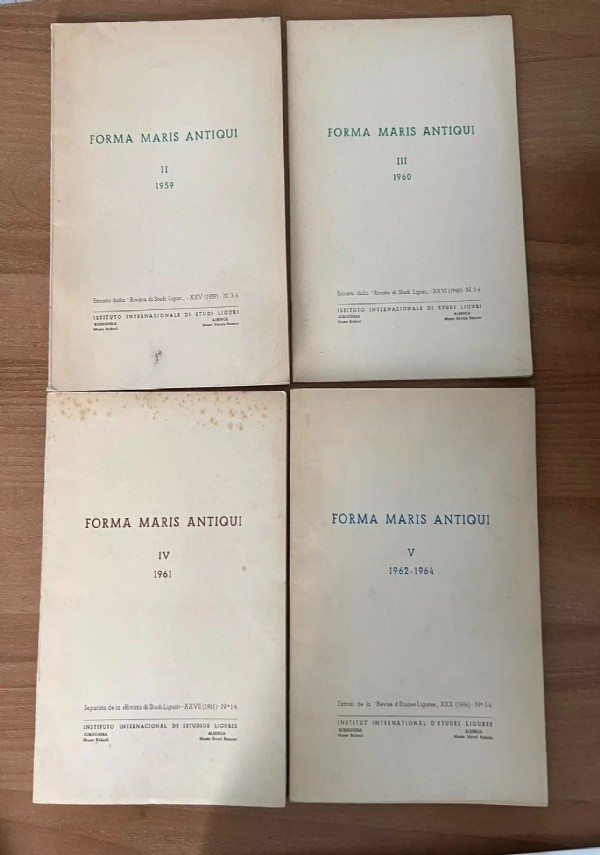 FORMA MARIS ANTIQUI
II
1959
Estratto dalla "Rivista di Studi Liguri„ - XXV (1959) - N. 3-4
ISTITUTO INTERNAZIONALE DI STUDI LIGURI
BORDIGHERA
Museo Bicknell
ALBENGA
Museo Navale Romano
FORMA MARIS ANTIQUI
III
1960
Estratto dalla "Rivista di Studi Liguri„ - XXVI (1960) - N. 1-4
ISTITUTO INTERNAZIONALE DI STUDI LIGURI
BORDIGHERA
Museo Bicknell
ALBENGA
Museo Navale Romano
FORMA MARIS ANTIQUI
IV
1961
Separata de la «Rivista di Studi Liguri» - XXVII (1961) - Nos 1-4
INSTITUTO INTERNACIONAL DE ESTUDIOS LIGURES
BORDIGHERA
Museo Bicknell
ALBENGA
Museo Naval Romano
FORMA MARIS ANTIQUI
V
1962-1964
Extrait de la "Revue d'Etudes Ligures„ XXX (1964) - Nos 1-4
INSTITUT INTERNATIONAL D'ETUDES LIGURES
BORDIGHERA
Musée Bicknell
ALBENGA
Musée Naval Romain